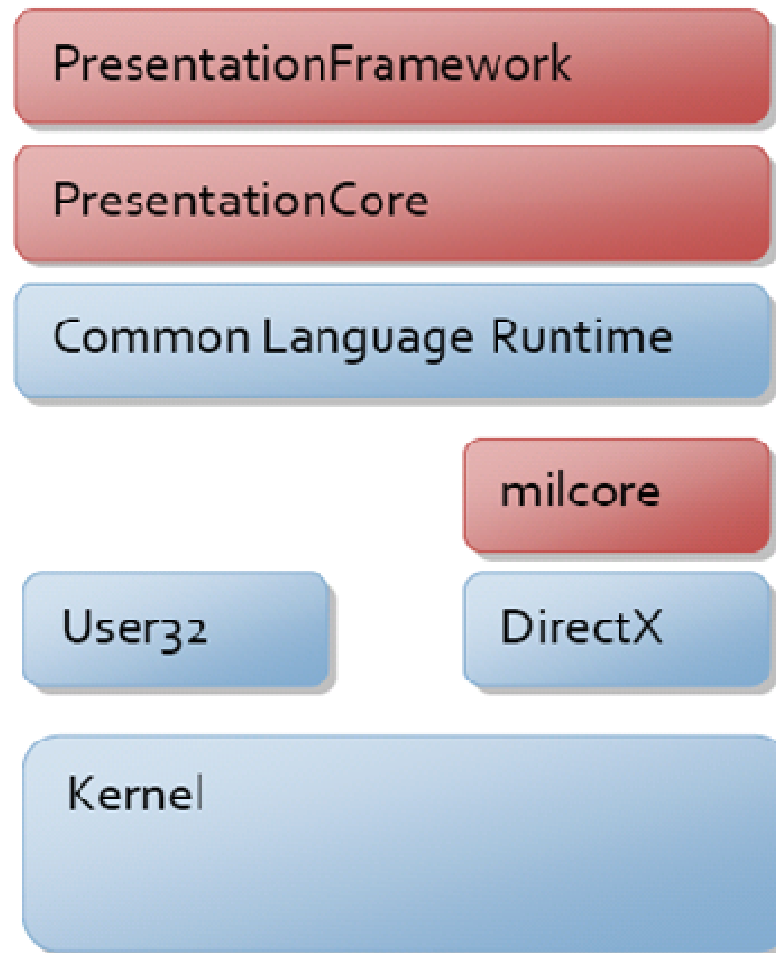 PresentationFramework
PresentationCore
Common Language Runtime
milcore
User32
DirectX
Kernel